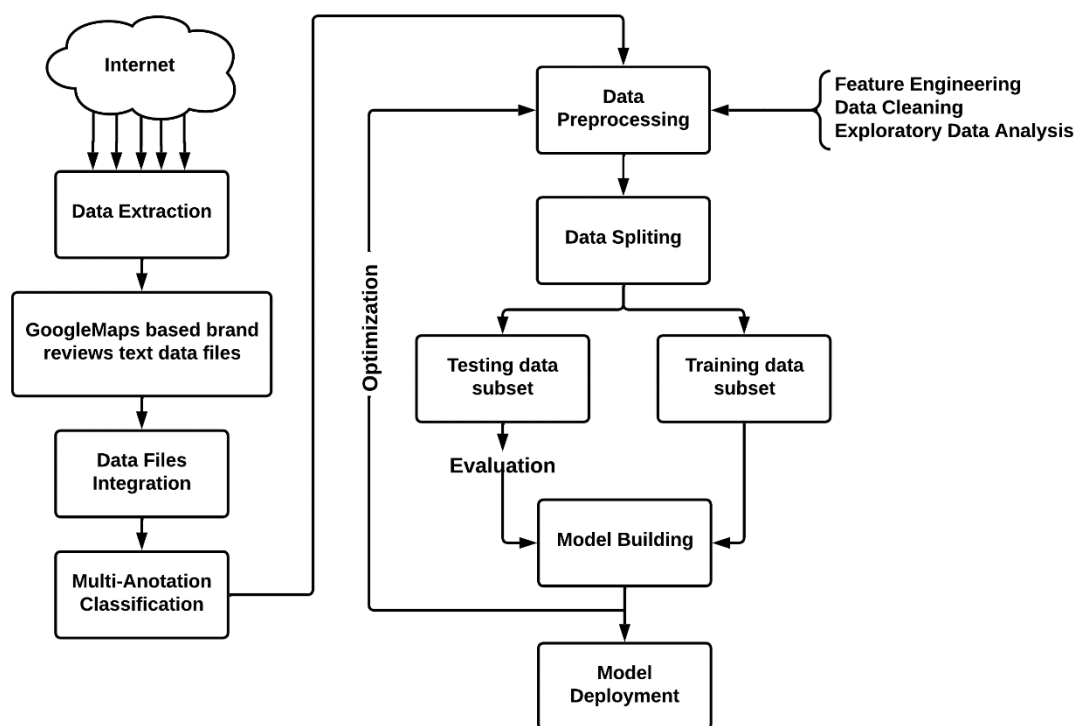 Internet
Data Extraction
GoogleMaps based brand
reviews text data files
Data Files
Integration
Multi-Anotation
Classification
Data
Preprocessing
Feature Engineering
Data Cleaning
Exploratory Data Analysis
Data Spliting
Optimization
Testing data
subset
Training data
subset
Evaluation
Model Building
Model
Deployment